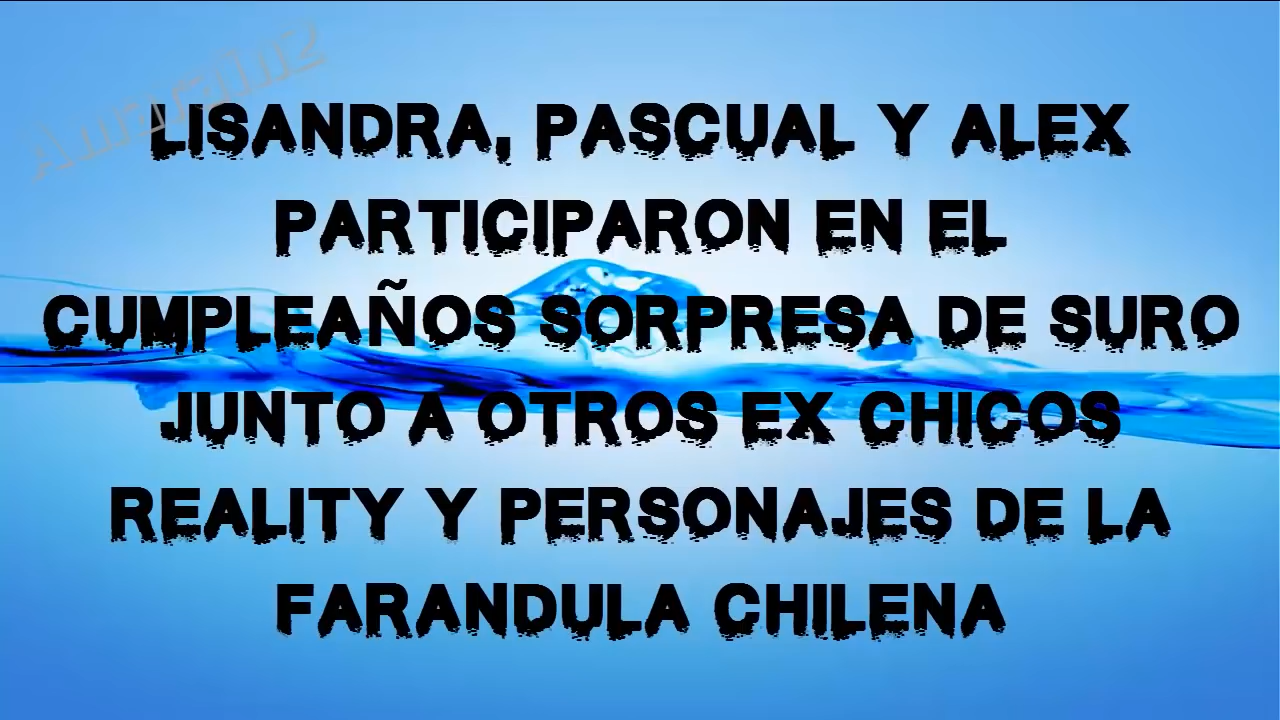 LISANDRA, PASCUAL Y ALEX
PARTICIPARON EN EL
CUMPLEAÑOS SORPRESA DE SURO
JUNTO A OTROS EX CHICOS
REALITY Y PERSONAJES DE LA
FARANDULA CHILENA